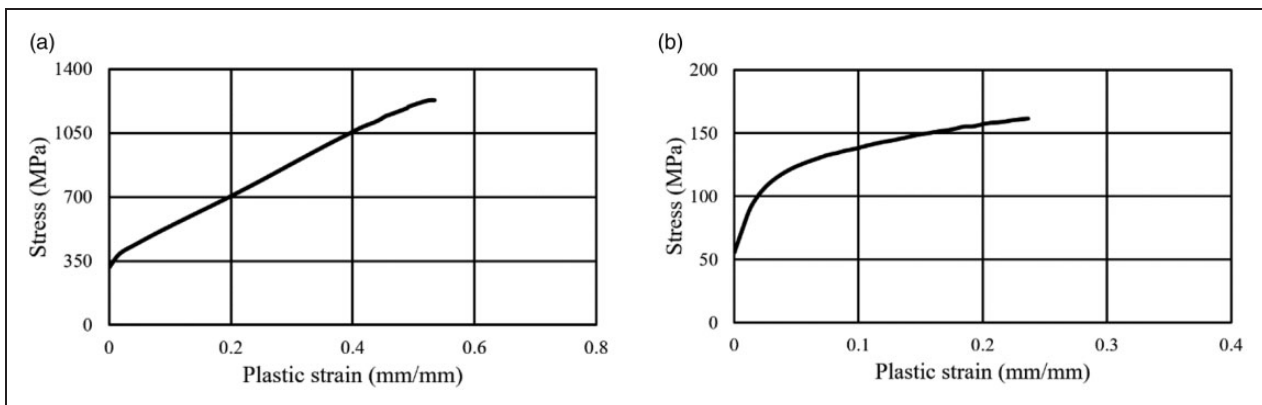 (a)
1400
1050
700
350
0
Stress (MPa)
0 0.2 0.4 0.6 0.8
Plastic strain (mm/mm)
(b)
200
150
100
50
0
Stress (MPa)
0 0.1 0.2 0.3 0.4
Plastic strain (mm/mm)